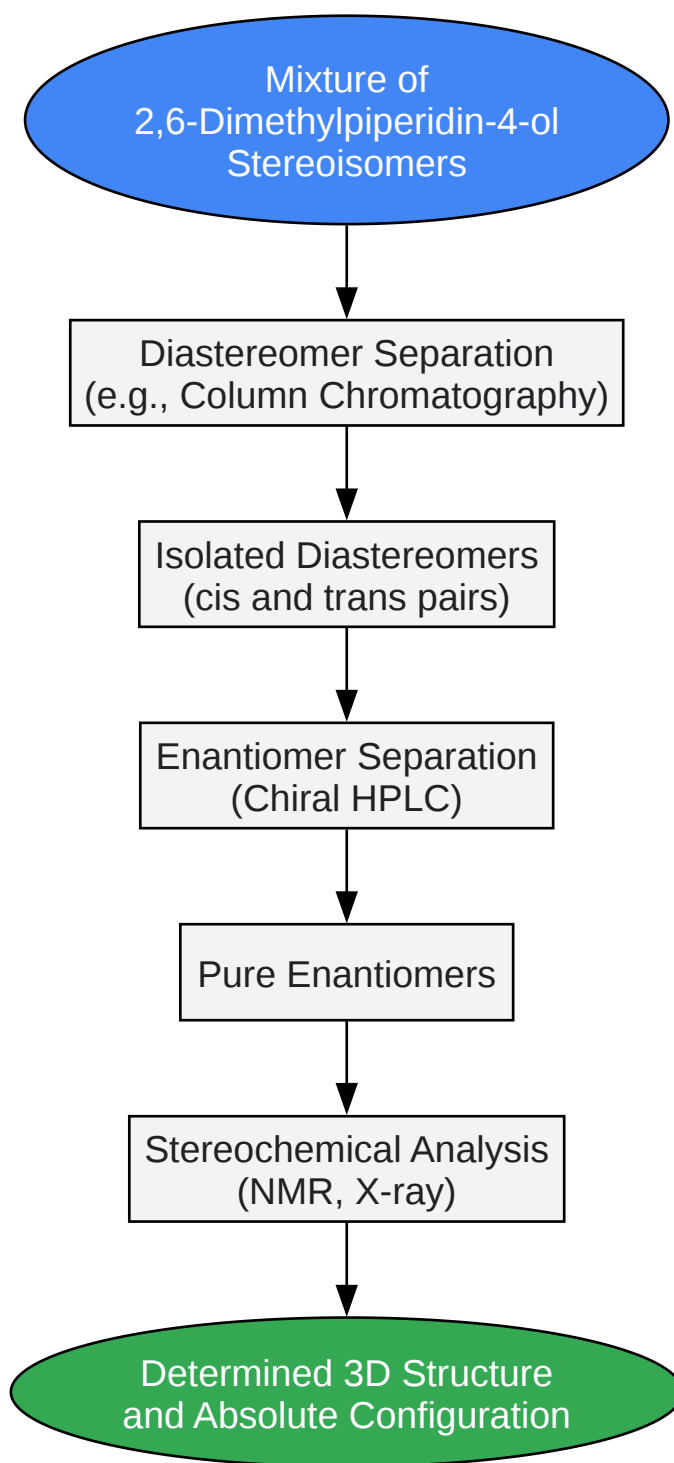 Mixture of
2,6-Dimethylpiperidin-4-ol
Stereoisomers
Diastereomer Separation
(e.g., Column Chromatography)
Isolated Diastereomers
(cis and trans pairs)
Enantiomer Separation
(Chiral HPLC)
Pure Enantiomers
Stereochemical Analysis
(NMR, X-ray)
Determined 3D Structure
and Absolute Configuration